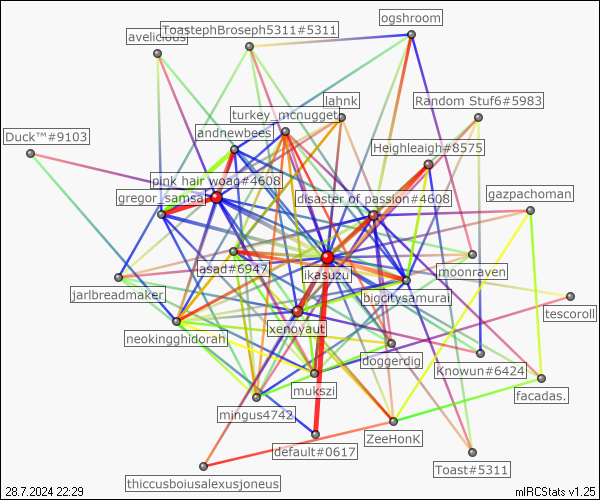 ogshroom
ToastephBroseph5311#5311
avelicious
lahnk
Random Stuf6#5983
turkey_mcnugget
andnewbees
Duck™#9103
Heighleigh#8575
pink hair woag#4608
gregor_samsa
disaster of passion#4608
gazpachoman
asad#6947
ikasuzu
moonraven
jarlbreadmaker
bigcitysamurai
tescoroll
xenoyaut
neokingghidorah
doggerdig
Knowun#6424
mukszi
facadas.
mingus4742
ZeeHonK
default#0617
Toast#5311
thiccusboiusalexusjoneus
28.7.2024 22:29
mIRCStats v1.25